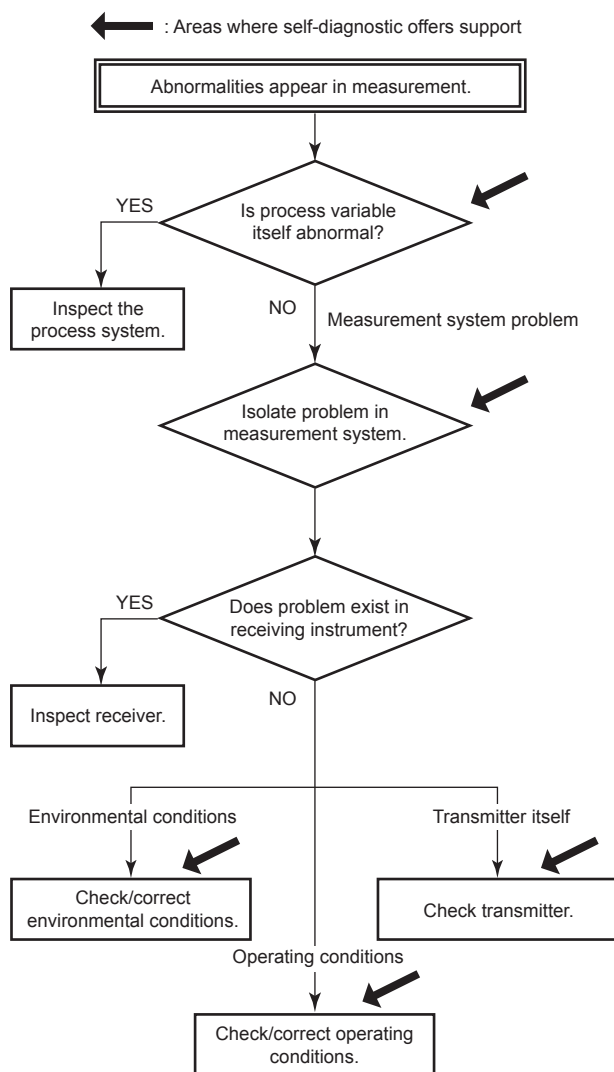 : Areas where self-diagnostic offers support
Abnormalities appear in measurement.
YES
Is process variable
itself abnormal?
Inspect the
process system.
NO
Measurement system problem
Isolate problem in
measurement system.
YES
Does problem exist in
receiving instrument?
NO
Inspect receiver.
Environmental conditions
Transmitter itself
Check/correct
environmental conditions.
Check transmitter.
Operating conditions
Check/correct operating
conditions.